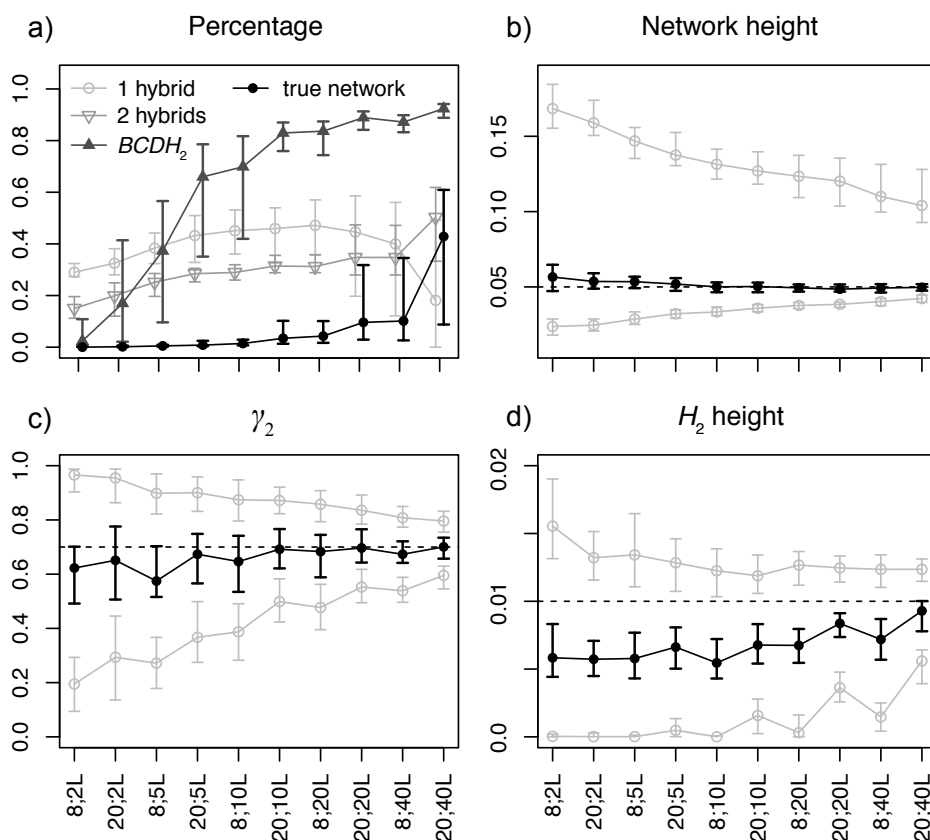 a) Percentage
1 hybrid
true network
2 hybrids
BCDH₂
0.0 0.2 0.4 0.6 0.8 1.0
b) Network height
0.05 0.10 0.15
c) γ₂
0.0 0.2 0.4 0.6 0.8 1.0
8;2L 20;2L 8;5L 20;5L 8;10L 20;10L 8;20L 20;20L 8;40L 20;40L
d) H₂ height
0.0 0.01 0.02
8;2L 20;2L 8;5L 20;5L 8;10L 20;10L 8;20L 20;20L 8;40L 20;40L